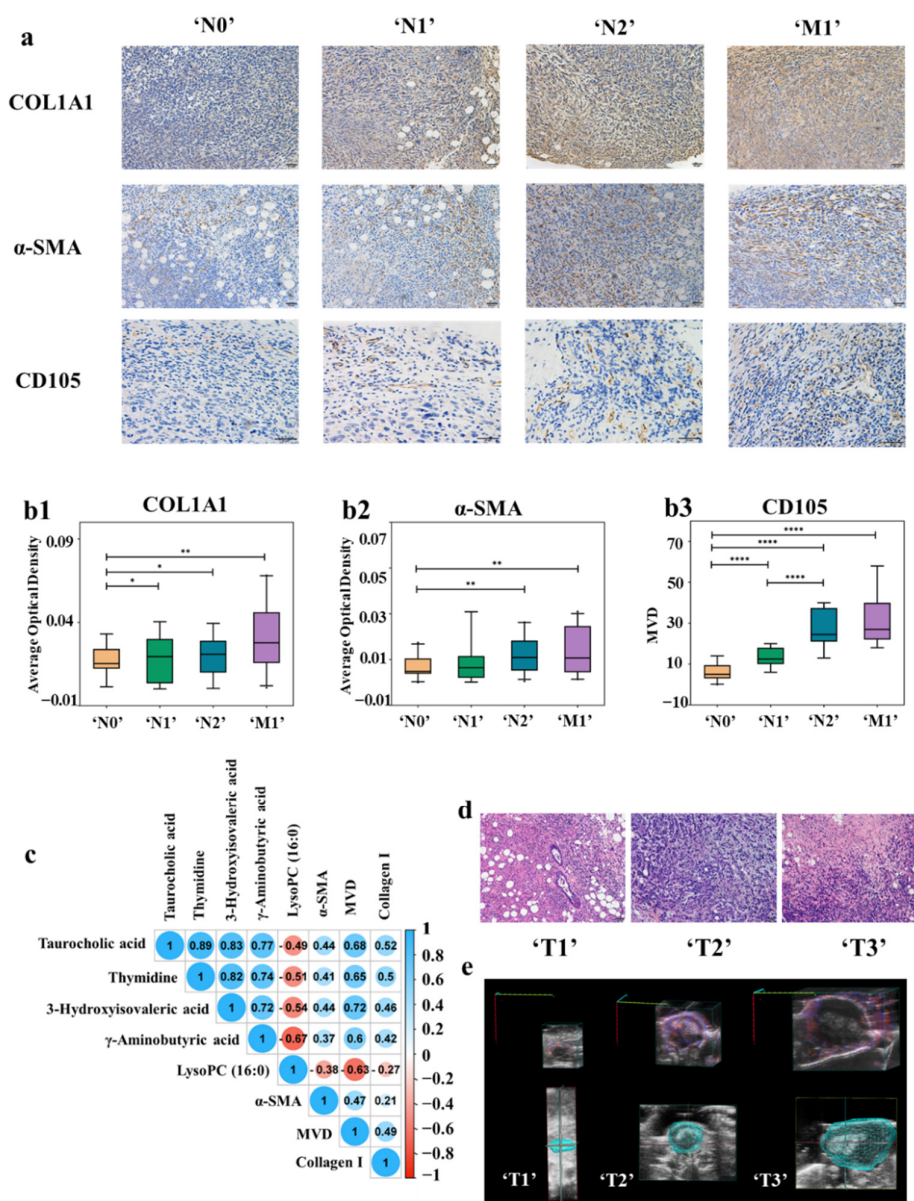 a
‘N0’ ‘N1’ ‘N2’ ‘M1’
COL1A1
α-SMA
CD105
b1
COL1A1
Average Optical Density
0.09
0.04
−0.01
**
*
*
‘N0’ ‘N1’ ‘N2’ ‘M1’
b2
α-SMA
Average Optical Density
0.07
0.05
0.03
0.01
−0.01
**
**
‘N0’ ‘N1’ ‘N2’ ‘M1’
b3
CD105
MVD
70
50
30
10
−10
****
****
****
****
‘N0’ ‘N1’ ‘N2’ ‘M1’
c
Taurocholic acid
Thymidine
3-Hydroxyisovaleric acid
γ-Aminobutyric acid
LysoPC (16:0)
α-SMA
MVD
Collagen I
Taurocholic acid 1 0.89 0.83 0.77 -0.49 0.44 0.68 0.52
Thymidine 1 0.82 0.74 -0.51 0.41 0.65 0.5
3-Hydroxyisovaleric acid 1 0.72 -0.54 0.44 0.72 0.46
γ-Aminobutyric acid 1 -0.67 0.37 0.6 0.42
LysoPC (16:0) 1 -0.38 -0.63 -0.27
α-SMA 1 0.47 0.21
MVD 1 0.49
Collagen I 1
1
0.8
0.6
0.4
0.2
0
−0.2
−0.4
−0.6
−0.8
−1
d
‘T1’ ‘T2’ ‘T3’
e
‘T1’ ‘T2’ ‘T3’